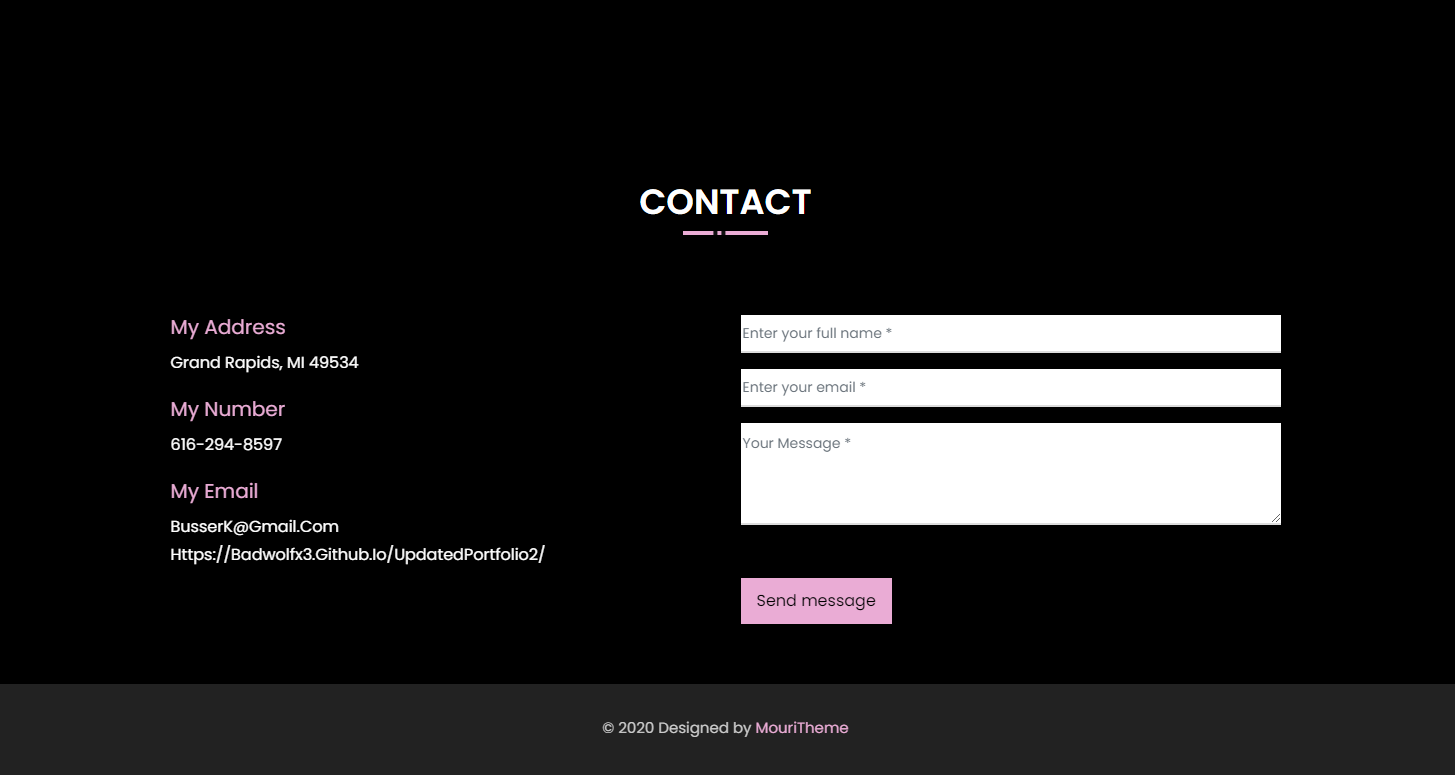 CONTACT
My Address
Grand Rapids, MI 49534
My Number
616-294-8597
My Email
BusserK@Gmail.Com
Https://Badwolfx3.Github.Io/UpdatedPortfolio2/
Enter your full name *
Enter your email *
Your Message *
Send message
© 2020 Designed by MouriTheme